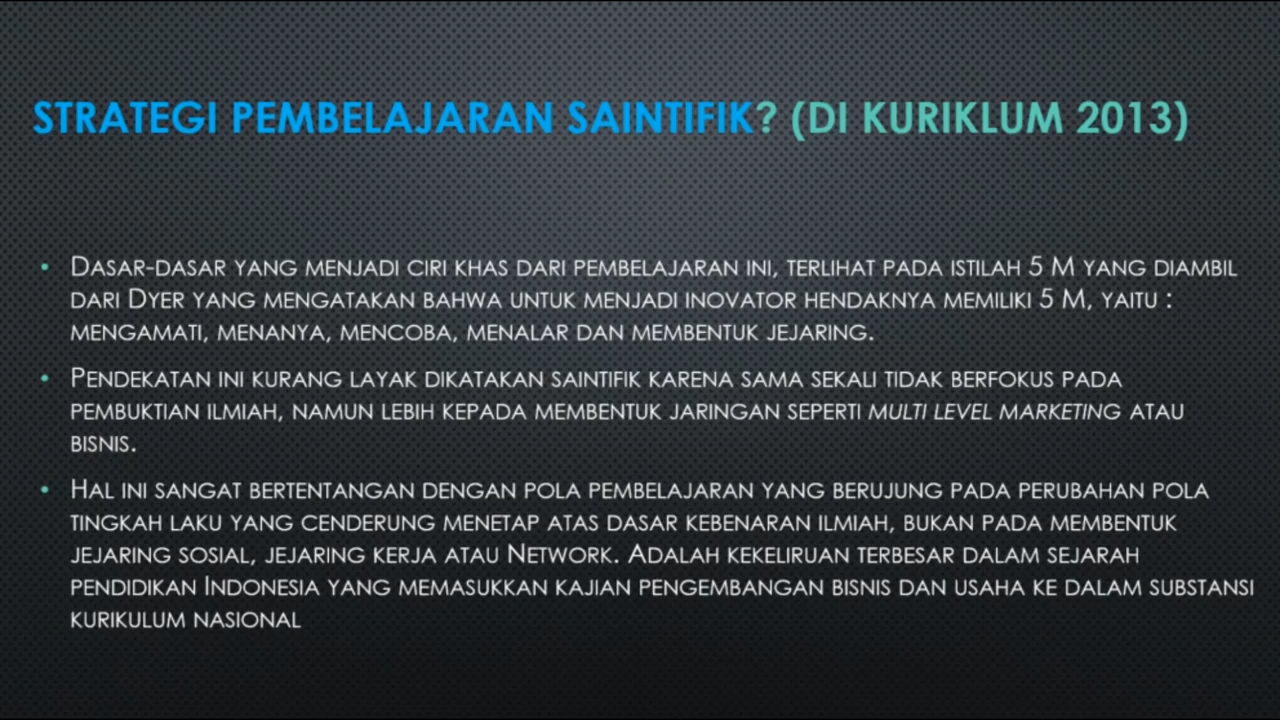 STRATEGI PEMBELAJARAN SAINTIFIK? (DI KURIKLUM 2013)
• DASAR-DASAR YANG MENJADI CIRI KHAS DARI PEMBELAJARAN INI, TERLIHAT PADA ISTILAH 5 M YANG DIAMBIL
DARI DYER YANG MENGATAKAN BAHWA UNTUK MENJADI INOVATOR HENDAKNYA MEMILIKI 5 M, YAITU :
MENGAMATI, MENANYA, MENCOBA, MENALAR DAN MEMBENTUK JEJARING.
• PENDEKATAN INI KURANG LAYAK DIKATAKAN SAINTIFIK KARENA SAMA SEKALI TIDAK BERFOKUS PADA
PEMBUKTIAN ILMIAH, NAMUN LEBIH KEPADA MEMBENTUK JARINGAN SEPERTI MULTI LEVEL MARKETING ATAU
BISNIS.
• HAL INI SANGAT BERTENTANGAN DENGAN POLA PEMBELAJARAN YANG BERUJUNG PADA PERUBAHAN POLA
TINGKAH LAKU YANG CENDERUNG MENETAP ATAS DASAR KEBENARAN ILMIAH, BUKAN PADA MEMBENTUK
JEJARING SOSIAL, JEJARING KERJA ATAU NETWORK. ADALAH KEKELIRUAN TERBESAR DALAM SEJARAH
PENDIDIKAN INDONESIA YANG MEMASUKKAN KAJIAN PENGEMBANGAN BISNIS DAN USAHA KE DALAM SUBSTANSI
KURIKULUM NASIONAL